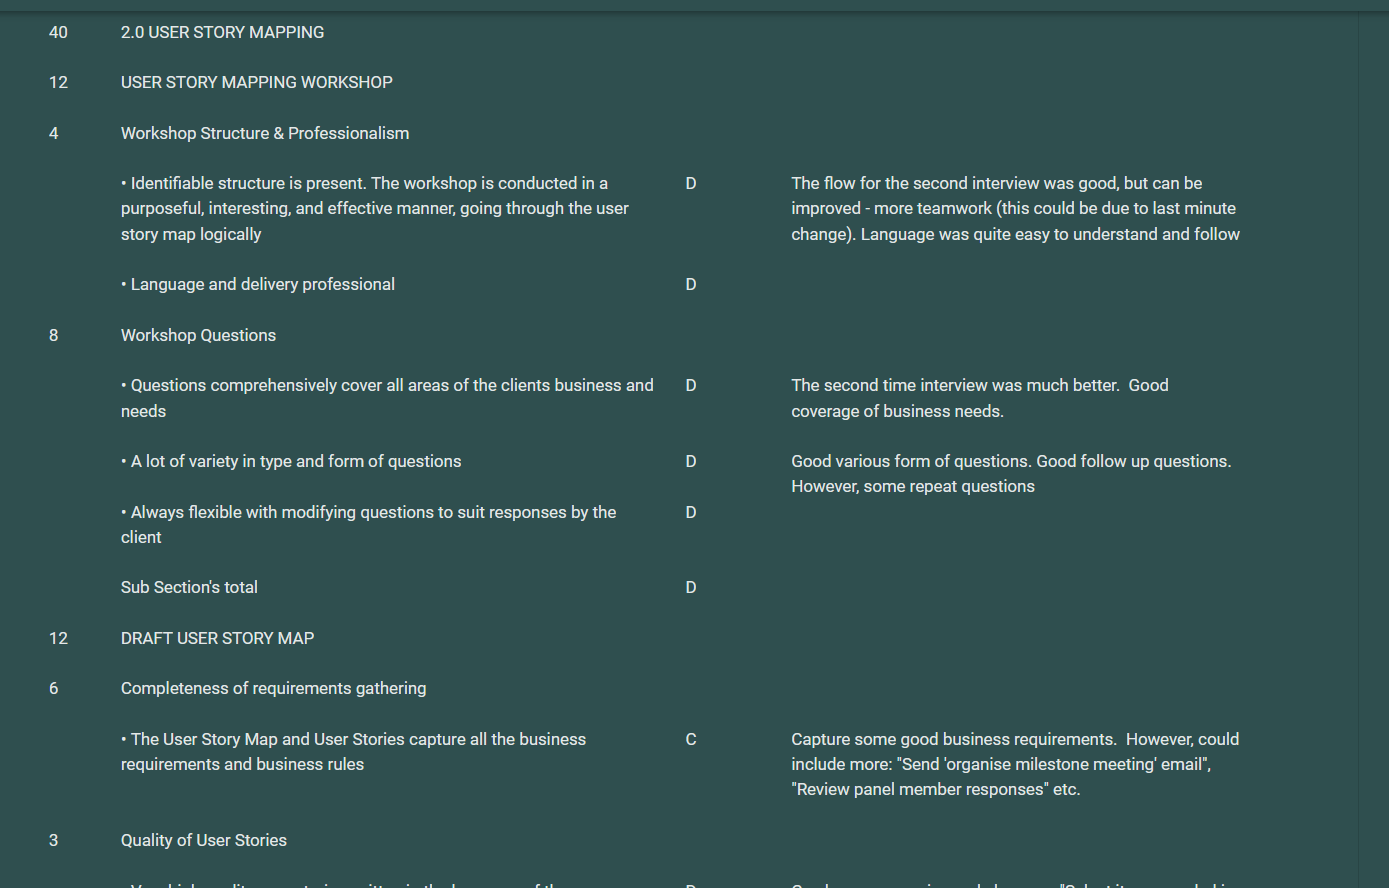 40 2.0 USER STORY MAPPING
12 USER STORY MAPPING WORKSHOP
4 Workshop Structure & Professionalism
• Identifiable structure is present. The workshop is conducted in a
purposeful, interesting, and effective manner, going through the user
story map logically
D
The flow for the second interview was good, but can be
improved - more teamwork (this could be due to last minute
change). Language was quite easy to understand and follow
• Language and delivery professional
D
8 Workshop Questions
• Questions comprehensively cover all areas of the clients business and
needs
D
The second time interview was much better.  Good
coverage of business needs.
• A lot of variety in type and form of questions
D
Good various form of questions. Good follow up questions.
However, some repeat questions
• Always flexible with modifying questions to suit responses by the
client
D
Sub Section's total
D
12 DRAFT USER STORY MAP
6 Completeness of requirements gathering
• The User Story Map and User Stories capture all the business
requirements and business rules
C
Capture some good business requirements.  However, could
include more: "Send 'organise milestone meeting' email",
"Review panel member responses" etc.
3 Quality of User Stories